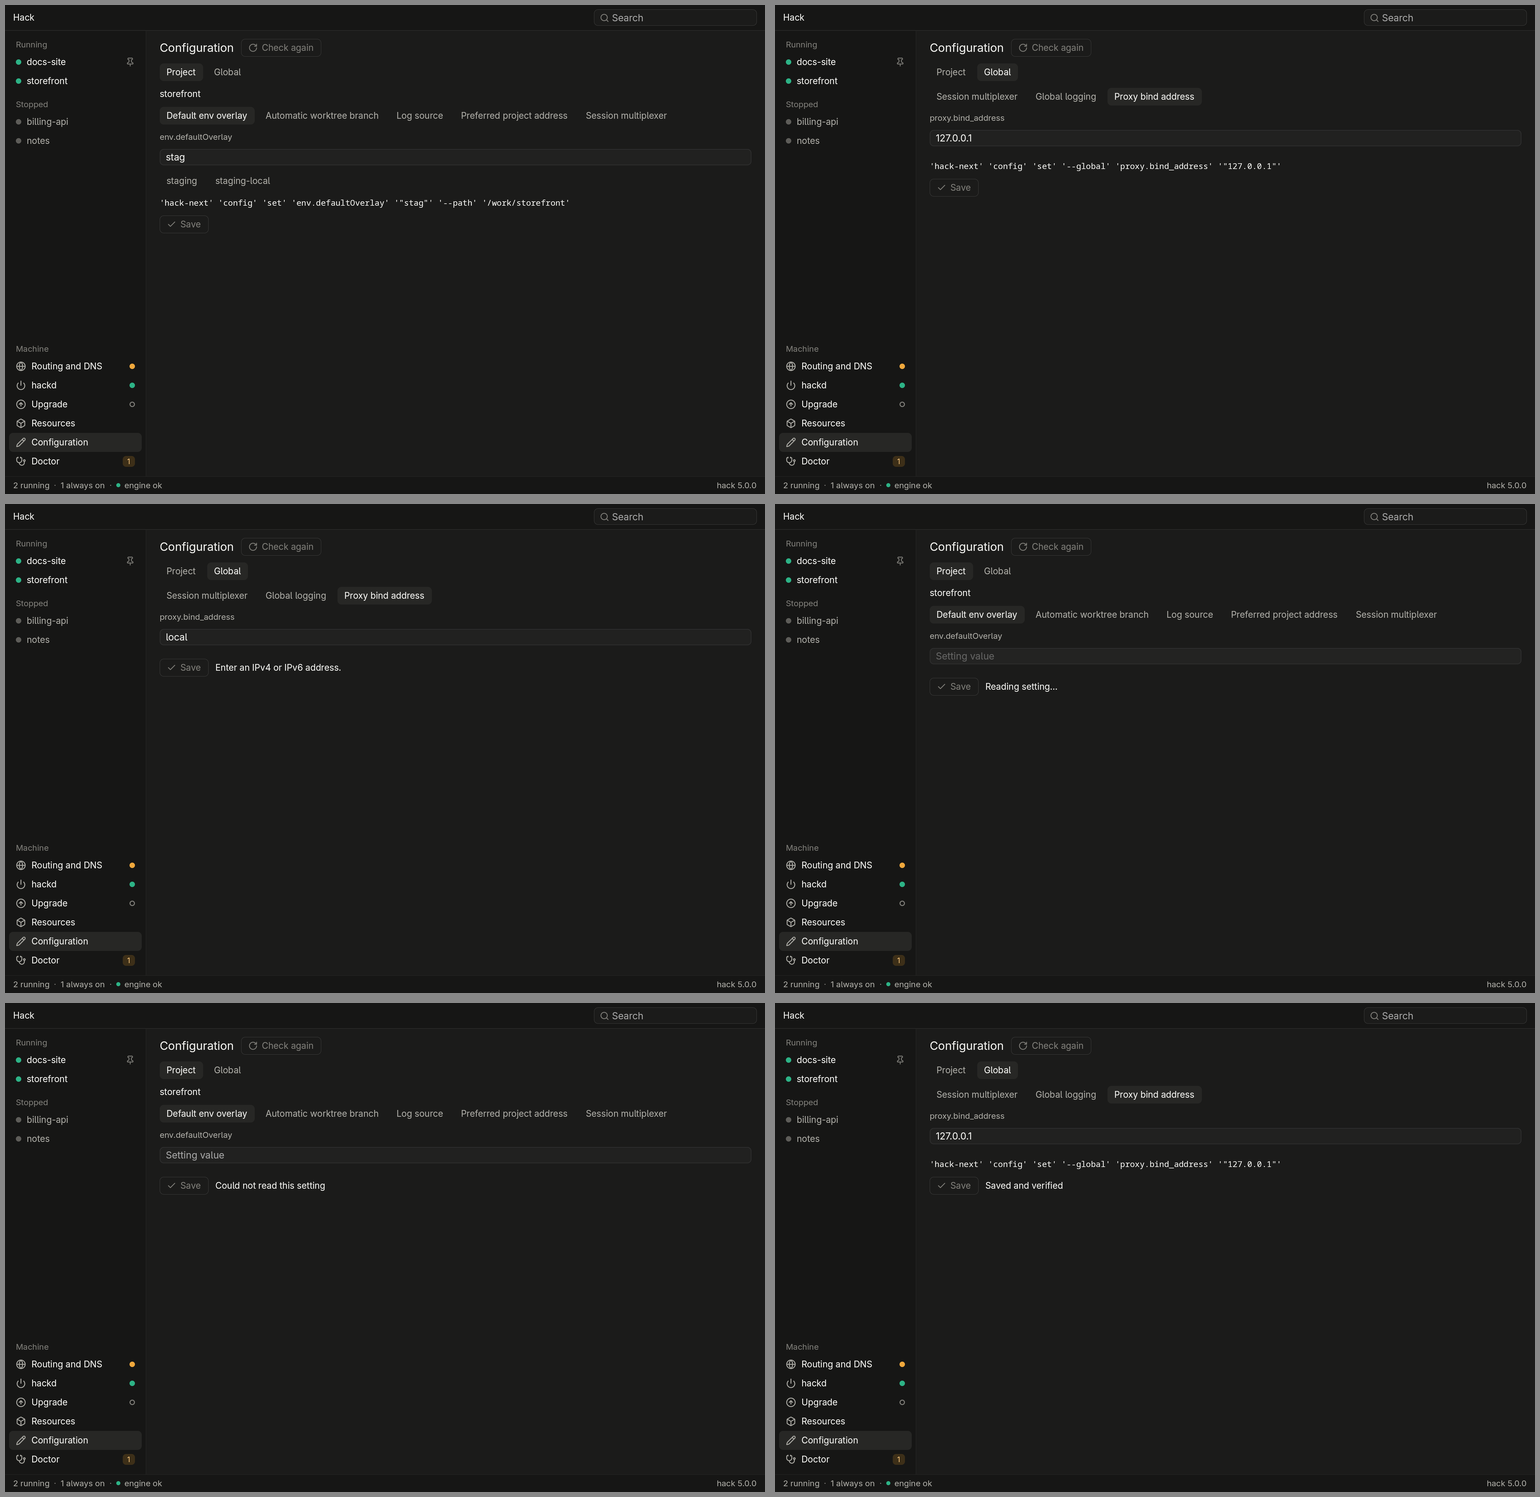 Hack
Search
Running
docs-site
storefront
Stopped
billing-api
notes
Machine
Routing and DNS
hackd
Upgrade
Resources
Configuration
Doctor 1
Configuration Check again
Project Global
storefront
Default env overlay Automatic worktree branch Log source Preferred project address Session multiplexer
env.defaultOverlay
stag
staging staging-local
'hack-next' 'config' 'set' 'env.defaultOverlay' '"stag"' '--path' '/work/storefront'
Save
2 running · 1 always on · engine ok hack 5.0.0
Hack
Search
Running
docs-site
storefront
Stopped
billing-api
notes
Machine
Routing and DNS
hackd
Upgrade
Resources
Configuration
Doctor 1
Configuration Check again
Project Global
Session multiplexer Global logging Proxy bind address
proxy.bind_address
127.0.0.1
'hack-next' 'config' 'set' '--global' 'proxy.bind_address' '"127.0.0.1"'
Save
2 running · 1 always on · engine ok hack 5.0.0
Hack
Search
Running
docs-site
storefront
Stopped
billing-api
notes
Machine
Routing and DNS
hackd
Upgrade
Resources
Configuration
Doctor 1
Configuration Check again
Project Global
Session multiplexer Global logging Proxy bind address
proxy.bind_address
local
Save Enter an IPv4 or IPv6 address.
2 running · 1 always on · engine ok hack 5.0.0
Hack
Search
Running
docs-site
storefront
Stopped
billing-api
notes
Machine
Routing and DNS
hackd
Upgrade
Resources
Configuration
Doctor 1
Configuration Check again
Project Global
storefront
Default env overlay Automatic worktree branch Log source Preferred project address Session multiplexer
env.defaultOverlay
Setting value
Save Reading setting...
2 running · 1 always on · engine ok hack 5.0.0
Hack
Search
Running
docs-site
storefront
Stopped
billing-api
notes
Machine
Routing and DNS
hackd
Upgrade
Resources
Configuration
Doctor 1
Configuration Check again
Project Global
storefront
Default env overlay Automatic worktree branch Log source Preferred project address Session multiplexer
env.defaultOverlay
Setting value
Save Could not read this setting
2 running · 1 always on · engine ok hack 5.0.0
Hack
Search
Running
docs-site
storefront
Stopped
billing-api
notes
Machine
Routing and DNS
hackd
Upgrade
Resources
Configuration
Doctor 1
Configuration Check again
Project Global
Session multiplexer Global logging Proxy bind address
proxy.bind_address
127.0.0.1
'hack-next' 'config' 'set' '--global' 'proxy.bind_address' '"127.0.0.1"'
Save Saved and verified
2 running · 1 always on · engine ok hack 5.0.0